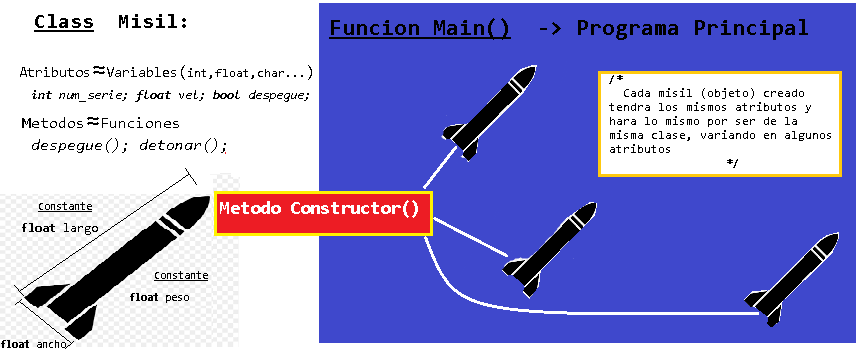 Class Misil:
Atributos≈Variables(int,float,char...)
int num_serie; float vel; bool despegue;
Metodos≈Funciones
despegue(); detonar();
Constante
float largo
Constante
float peso
float ancho
Metodo Constructor()
Funcion Main() -> Programa Principal
/*
Cada misil (objeto) creado
tendra los mismos atributos y
hara lo mismo por ser de la
misma clase, variando en algunos
atributos
*/